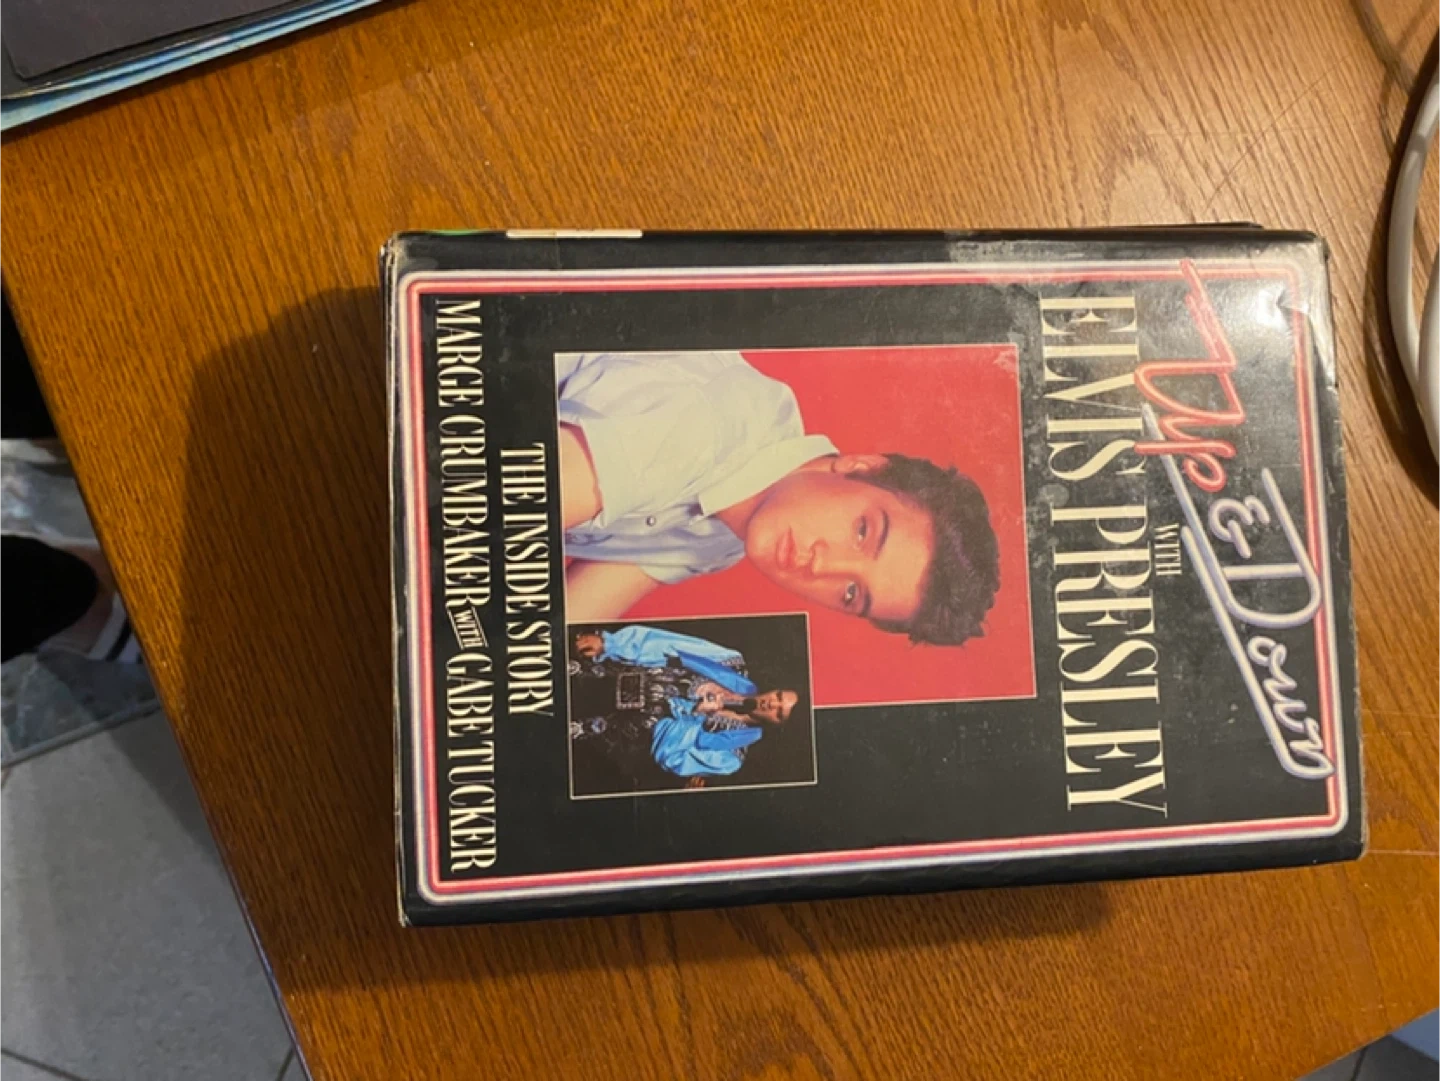 Up & Down
WITH
ELVIS PRESLEY
THE INSIDE STORY
MARGE CRUMBAKER WITH GABE TUCKER